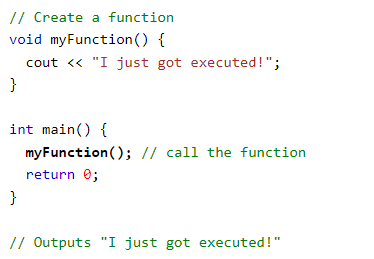 // Create a function
void myFunction() {
  cout << "I just got executed!";
}

int main() {
  myFunction(); // call the function
  return 0;
}

// Outputs "I just got executed!"